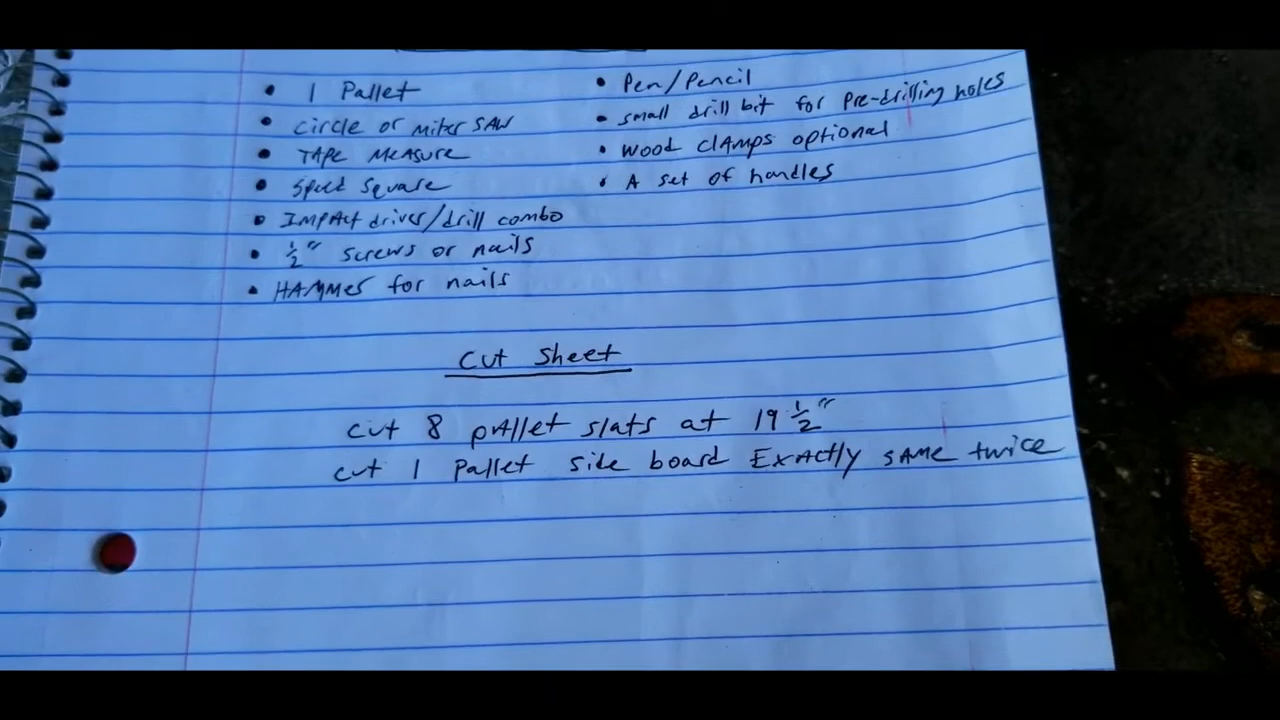 • 1 Pallet
• circle or miter SAW
• TAPE MEASURE
• Speed Square
• IMPAct driver/drill combo
• 1/2" screws or nails
• HAMMer for nails
• Pen/Pencil
• small drill bit for Pre-drilling holes
• wood clAmps optional
• A set of handles
Cut Sheet
cut 8 pAllet slats at 19 1/2"
cut 1 Pallet side board EXActly SAME twice